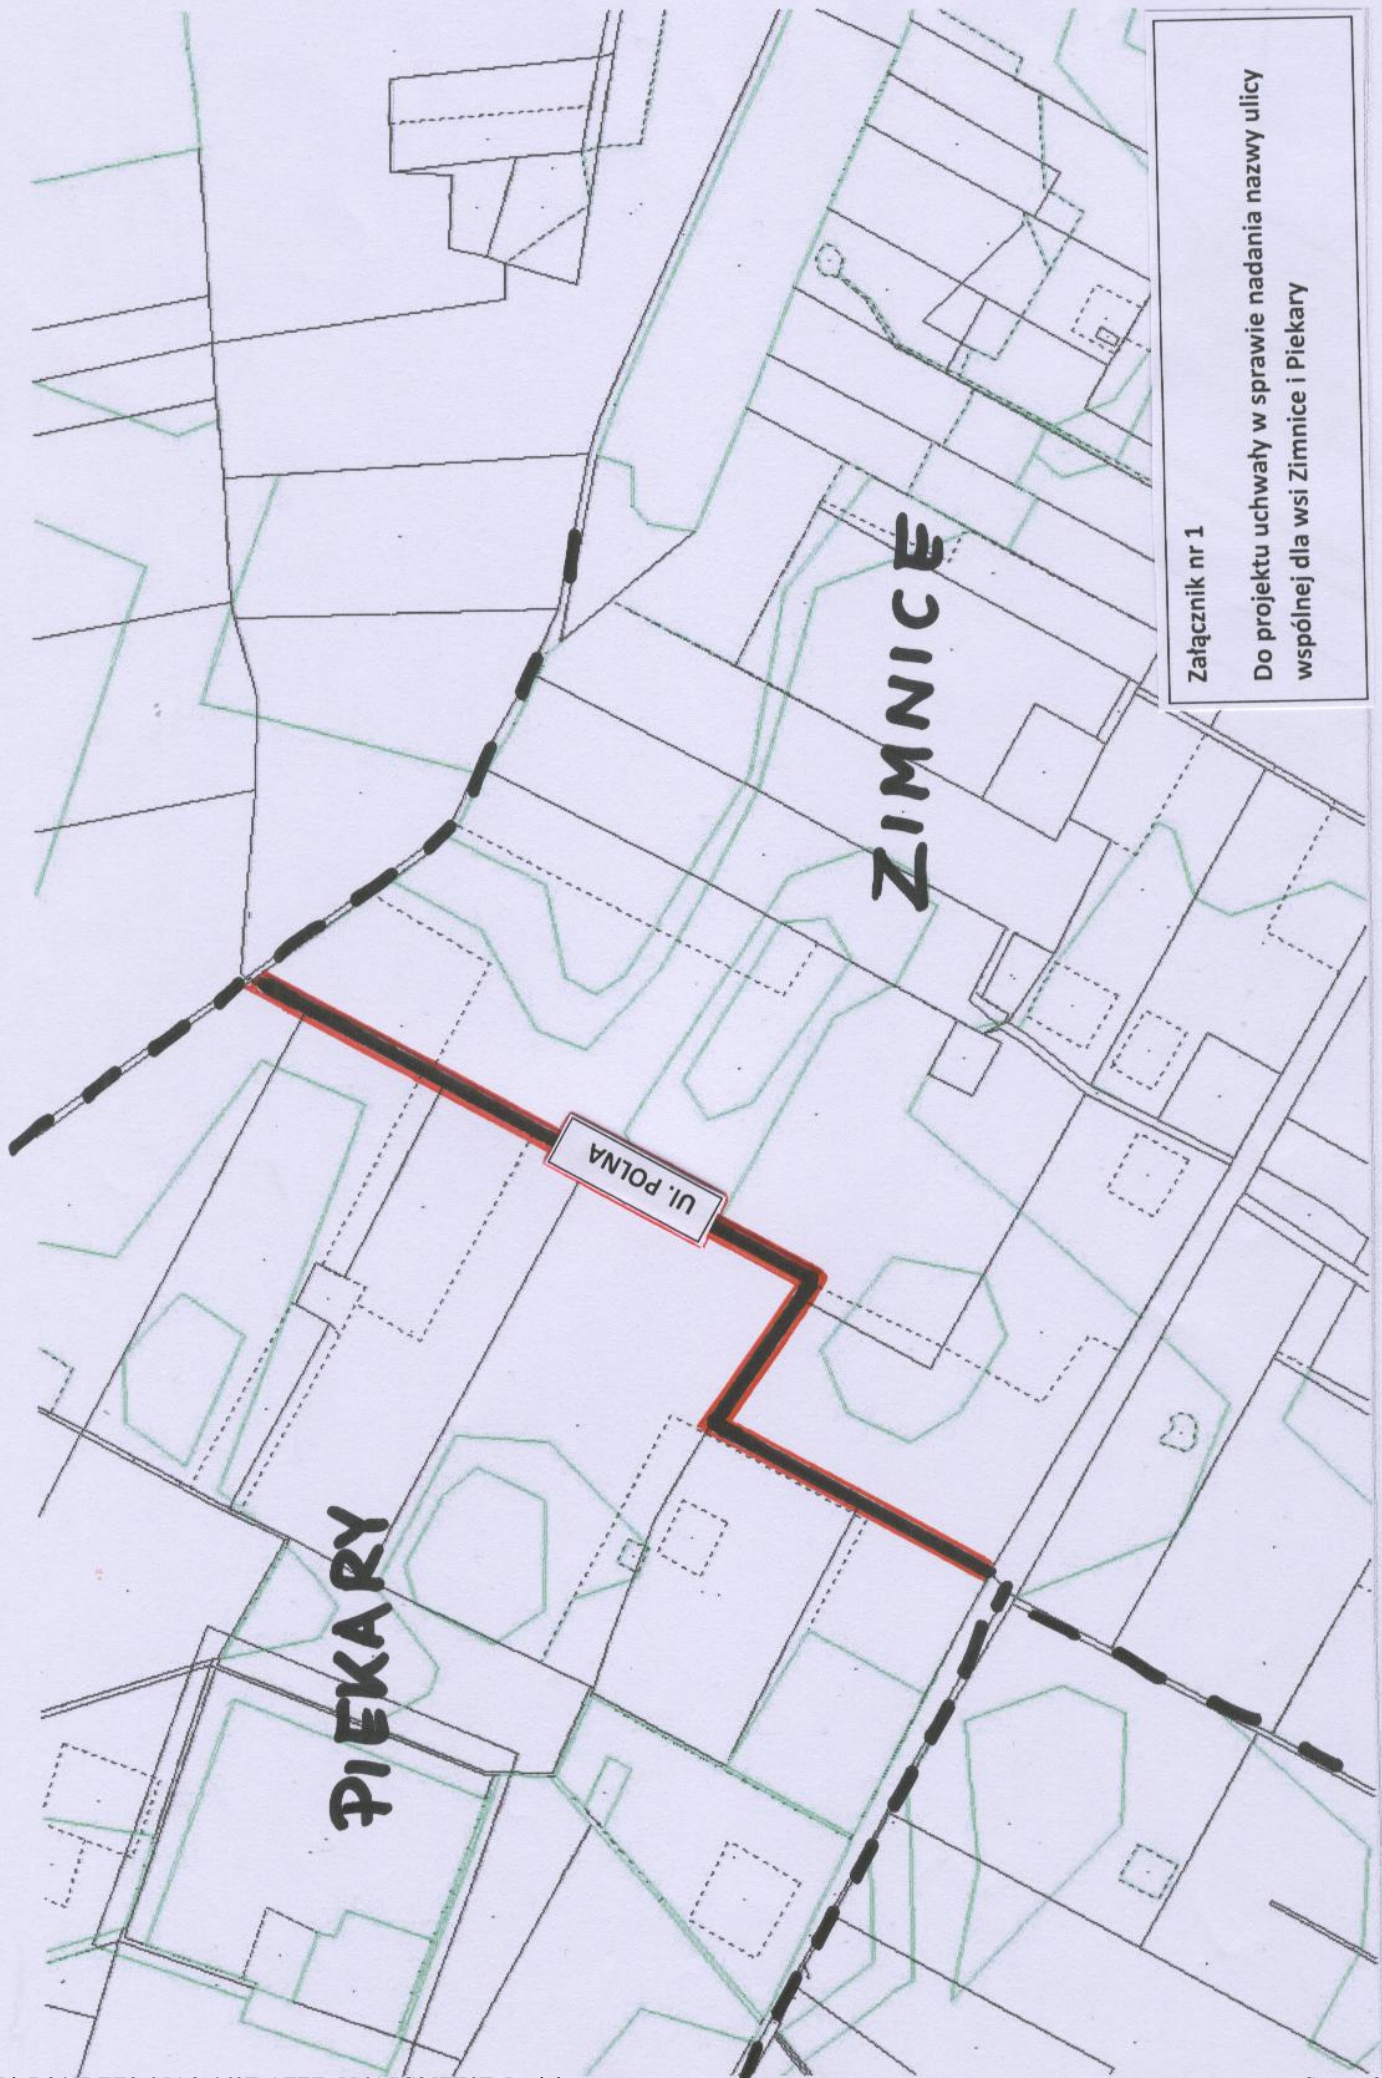 Załącznik nr 1
Do projektu uchwały w sprawie nadania nazwy ulicy
wspólnej dla wsi Zimnice i Piekary
ZIMNICE
Ul. POLNA
PIEKARY